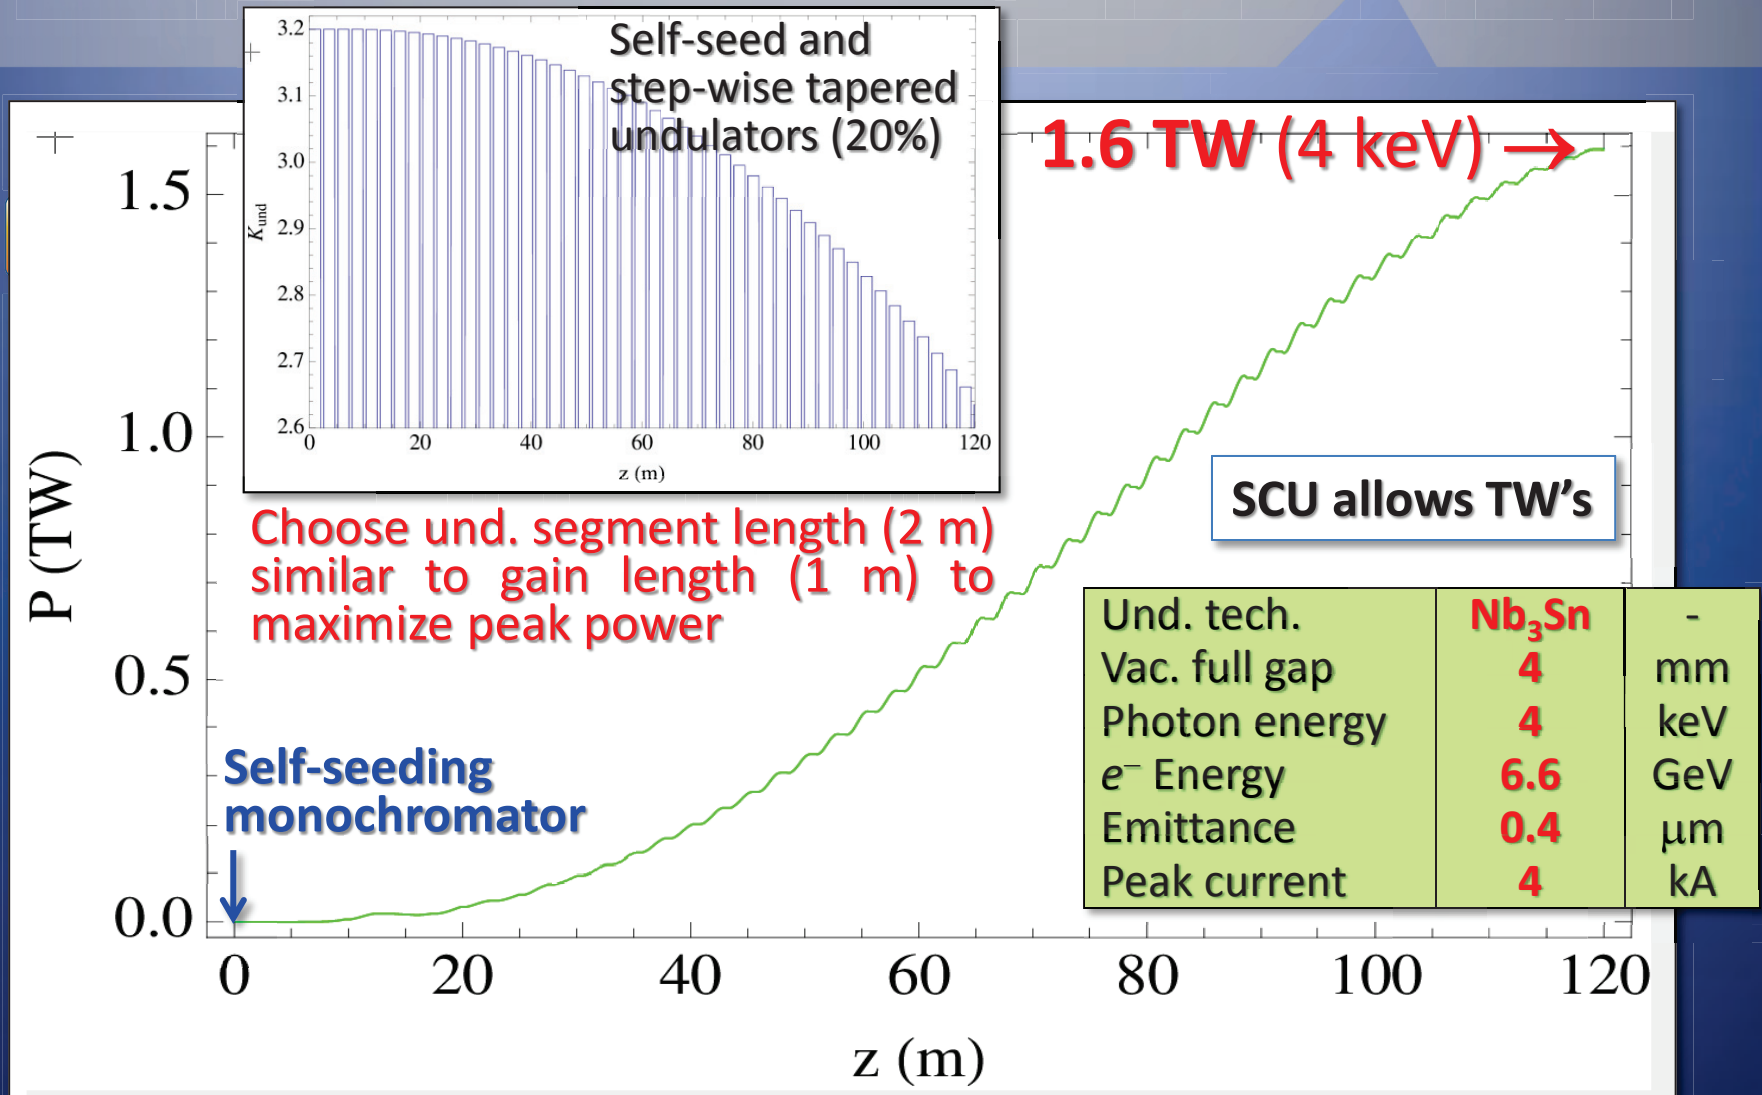 3.2
3.1
3.0
2.9
2.8
2.7
2.6
K_und
0 20 40 60 80 100 120
z (m)
Self-seed and
step-wise tapered
undulators (20%)
1.6 TW (4 keV) →
1.5
1.0
0.5
0.0
P (TW)
Choose und. segment length (2 m)
similar to gain length (1 m) to
maximize peak power
SCU allows TW's
Self-seeding
monochromator
Und. tech. Nb₃Sn -
Vac. full gap 4 mm
Photon energy 4 keV
e⁻ Energy 6.6 GeV
Emittance 0.4 μm
Peak current 4 kA
0 20 40 60 80 100 120
z (m)